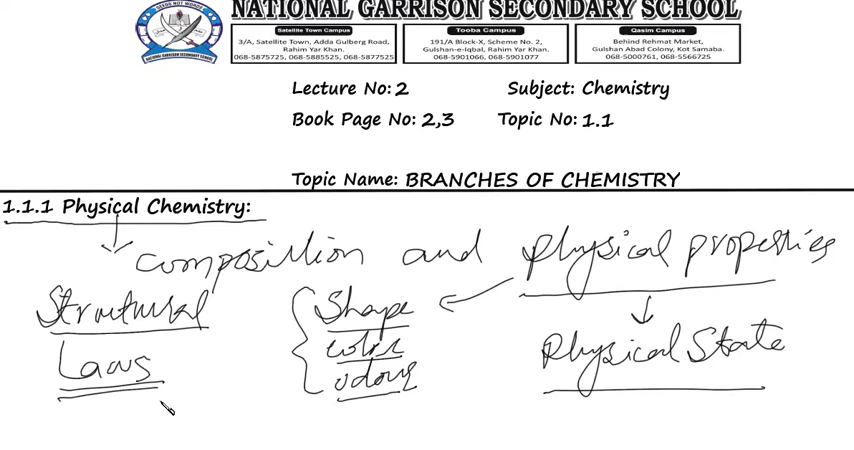 NATIONAL GARRISON SECONDARY SCHOOL
Satellite Town Campus
3/A, Satellite Town, Adda Gulberg Road,
Rahim Yar Khan.
068-5875725, 068-5885525, 068-5877525
Tooba Campus
191/A Block-X, Scheme No. 2,
Gulshan-e-Iqbal, Rahim Yar Khan.
068-5901066, 068-5901077
Qasim Campus
Behind Rehmat Market,
Gulshan Abad Colony, Kot Samaba.
068-5000761, 068-5566725
Lecture No: 2 Subject: Chemistry
Book Page No: 2,3 Topic No: 1.1
Topic Name: BRANCHES OF CHEMISTRY
1.1.1 Physical Chemistry:
composition and physical properties
Structural
Laws
Shape
color
odour
Physical State